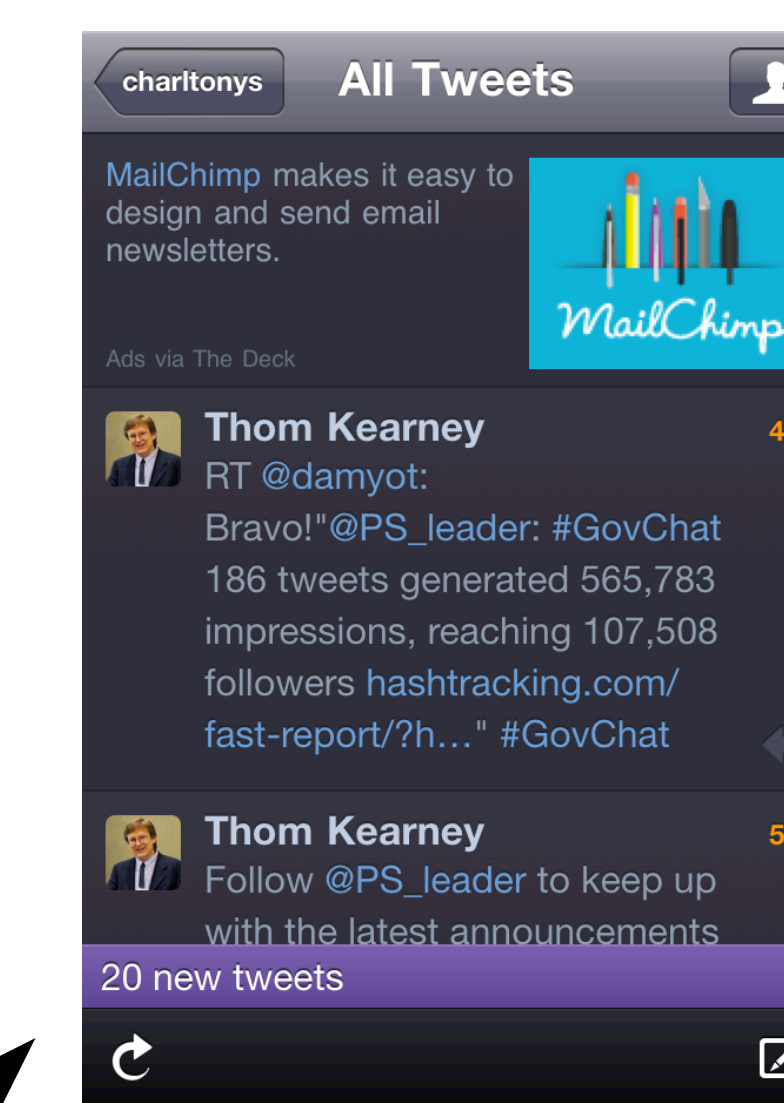 charltonys
All Tweets
MailChimp makes it easy to
design and send email
newsletters.
MailChimp
Ads via The Deck
Thom Kearney
4
RT @damyot:
Bravo!"@PS_leader: #GovChat
186 tweets generated 565,783
impressions, reaching 107,508
followers hashtracking.com/
fast-report/?h…" #GovChat
Thom Kearney
5
Follow @PS_leader to keep up
with the latest announcements
20 new tweets